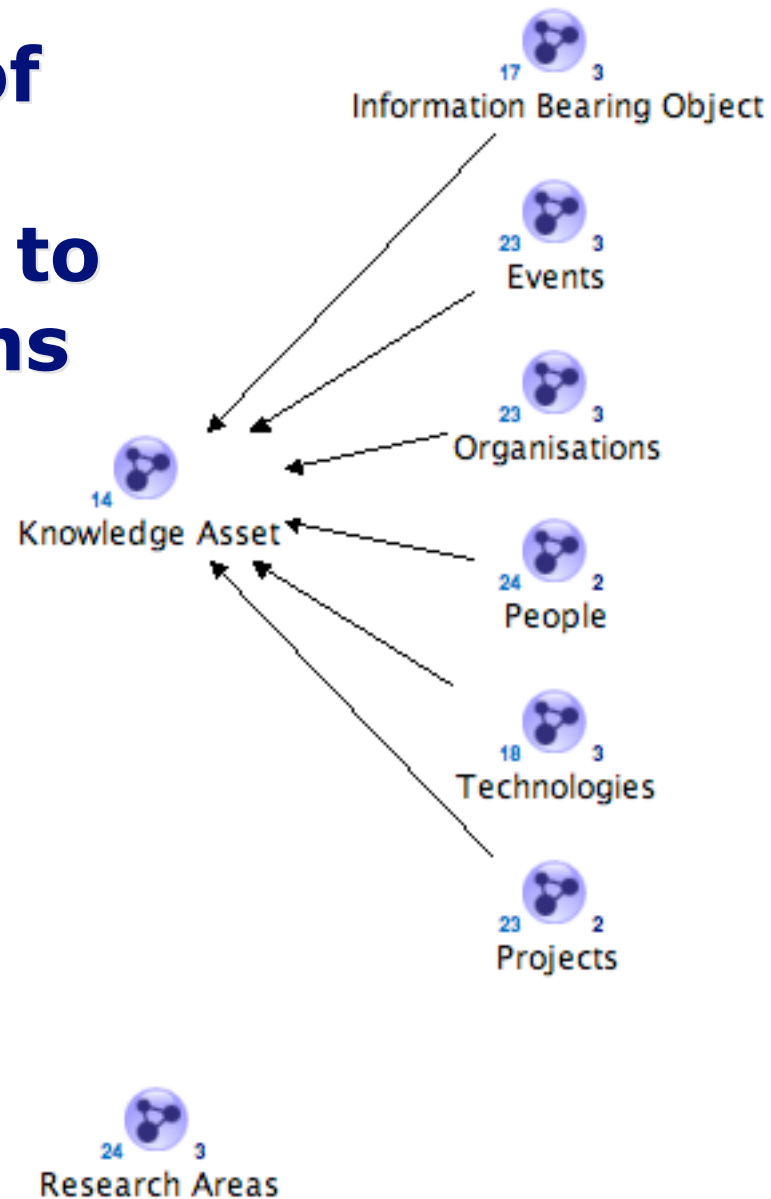 of
to
ns
17 3
Information Bearing Object
23 3
Events
23 3
Organisations
14
Knowledge Asset
24 2
People
18 3
Technologies
23 2
Projects
24 3
Research Areas